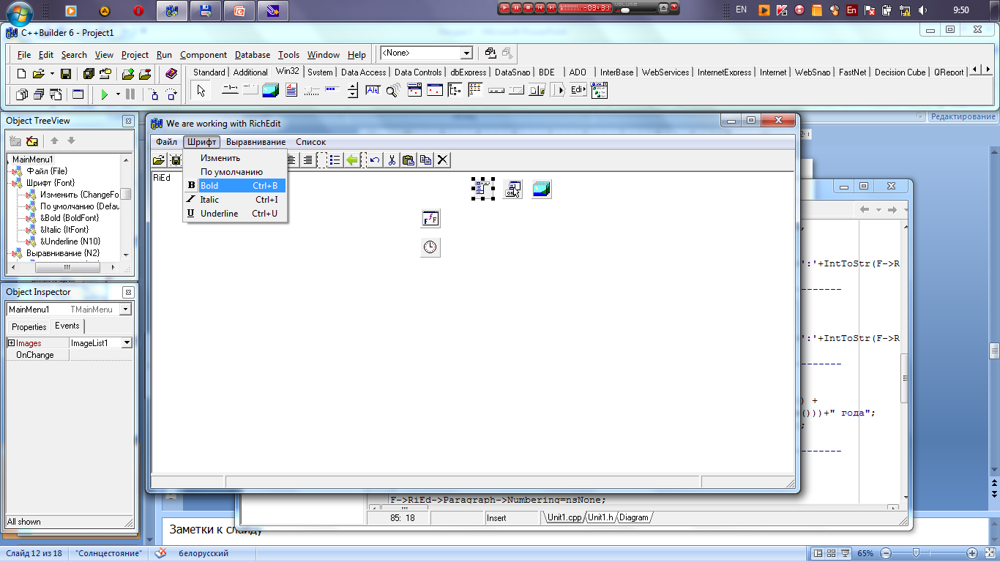 EN
En
9:50
-03:33
VOLUME
C++Builder 6 - Project1
File Edit Search View Project Run Component Database Tools Window Help
<None>
Standard Additional Win32 System Data Access Data Controls dbExpress DataSnap BDE ADO InterBase WebServices InternetExpress Internet WebSnap FastNet Decision Cube QReport
Object TreeView
MainMenu1
Файл {File}
Шрифт {Font}
Изменить {ChangeFo
По умолчанию {Defau
&Bold {BoldFont}
&Italic {ItFont}
&Underline {N10}
Выравнивание {N2}
Object Inspector
MainMenu1 TMainMenu
Properties Events
Images ImageList1
OnChange
All shown
We are working with RichEdit
Файл Шрифт Выравнивание Список
Изменить
По умолчанию
B Bold Ctrl+B
I Italic Ctrl+I
U Underline Ctrl+U
RiEd
Редактирование
':'+IntToStr(F->R
':'+IntToStr(F->R
) +
()))+" года";
;
F->RiEd->Paragraph->Numbering=nsNone;
85: 18 Insert Unit1.cpp Unit1.h Diagram
Заметки к слайду
Слайд 12 из 18 "Солнцестояние" белорусский 65%